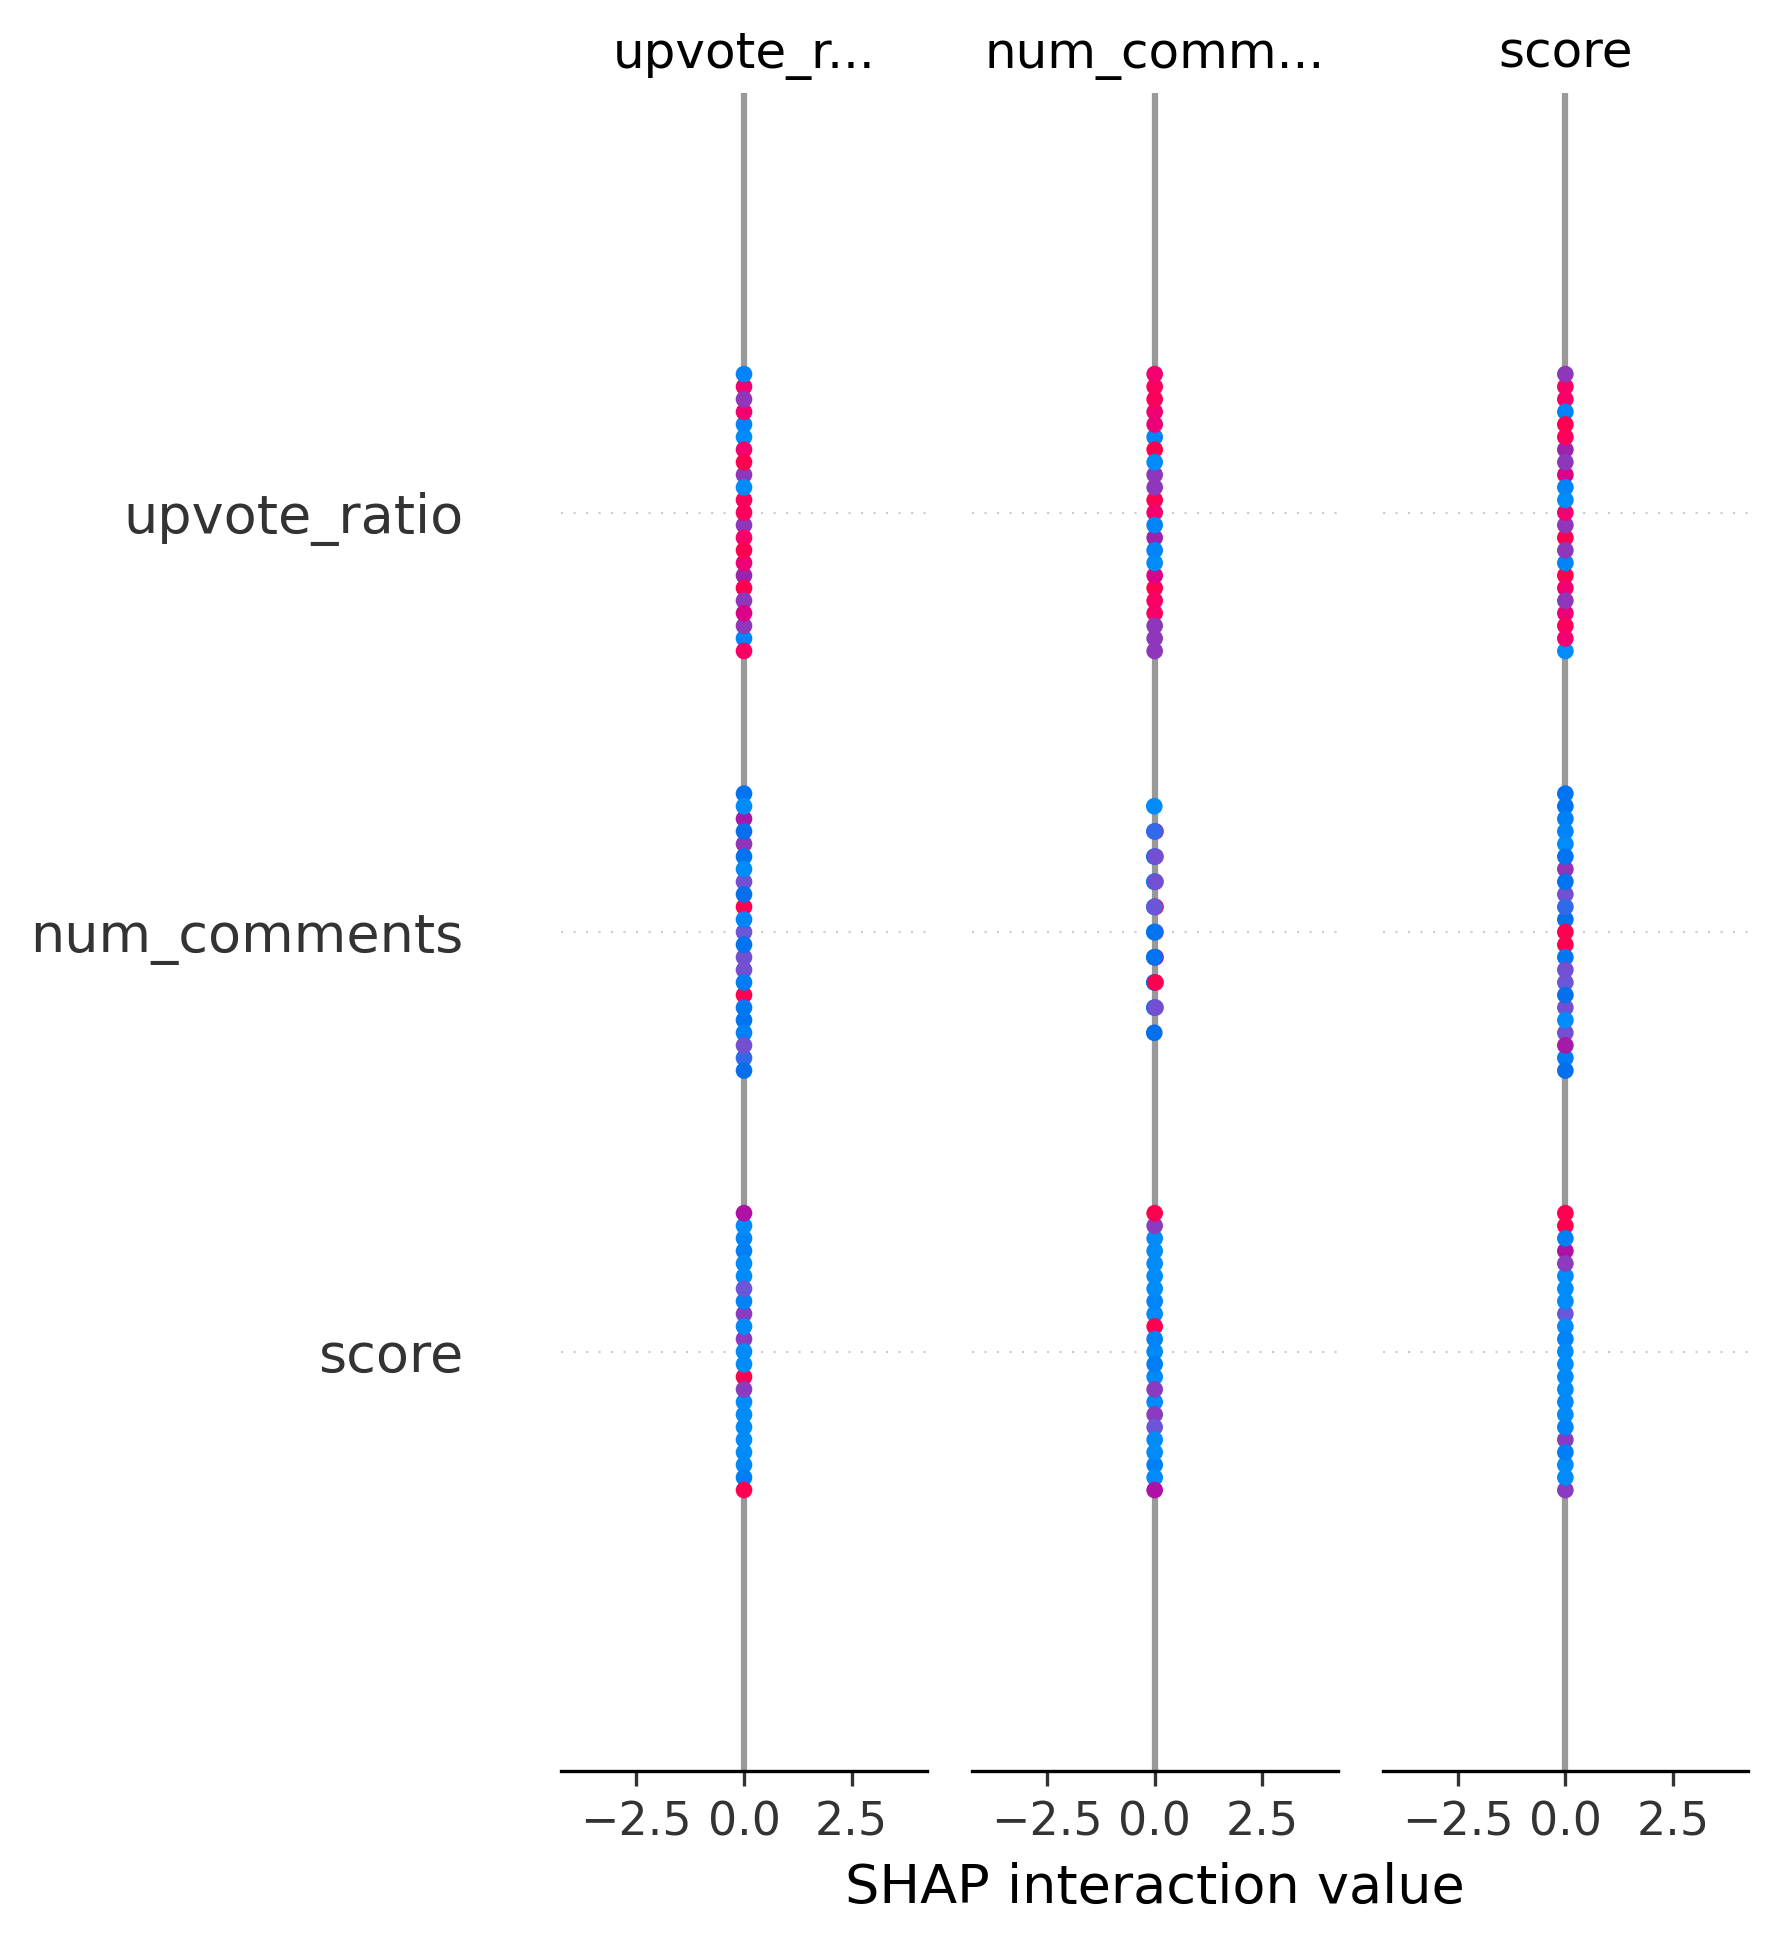 upvote_r... num_comm... score
upvote_ratio
num_comments
score
−2.5 0.0 2.5 −2.5 0.0 2.5 −2.5 0.0 2.5
SHAP interaction value